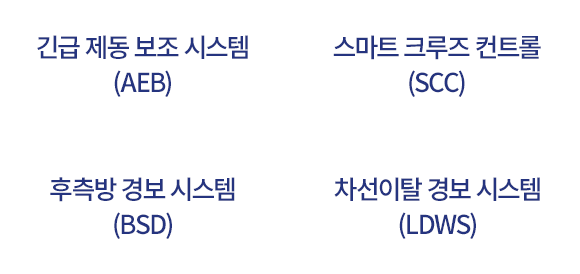 긴급 제동 보조 시스템
(AEB)
스마트 크루즈 컨트롤
(SCC)
후측방 경보 시스템
(BSD)
차선이탈 경보 시스템
(LDWS)